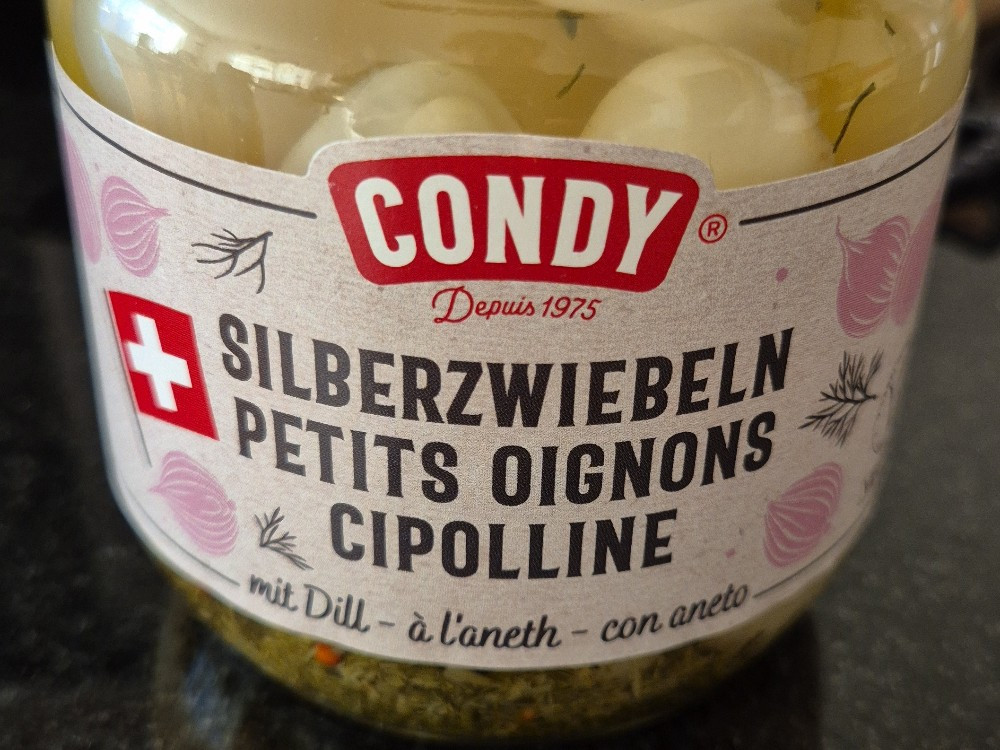 CONDY®
Depuis 1975
SILBERZWIEBELN
PETITS OIGNONS
CIPOLLINE
mit Dill - à l'aneth - con aneto